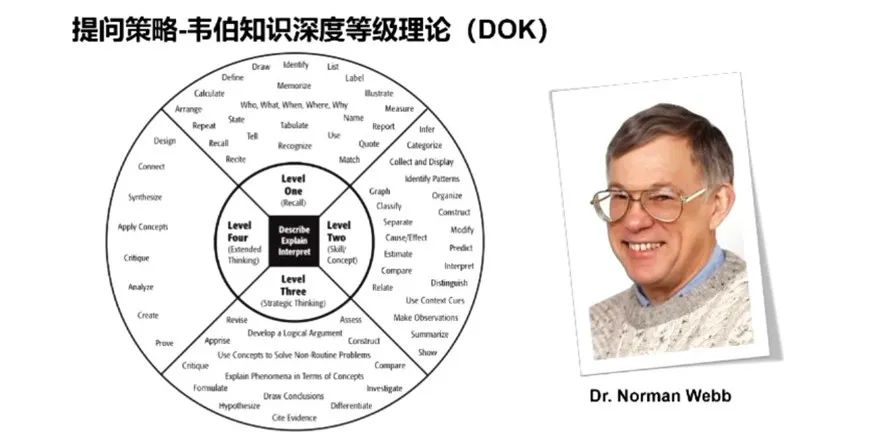 提问策略-韦伯知识深度等级理论（DOK）
Draw
Identify
List
Define
Label
Memorize
Calculate
Illustrate
Arrange
Who, What, When, Where, Why
Measure
State
Name
Repeat
Tabulate
Report
Recall
Tell
Use
Quote
Recognize
Recite
Match
Infer
Categorize
Collect and Display
Identify Patterns
Graph
Organize
Classify
Construct
Separate
Modify
Cause/Effect
Predict
Estimate
Interpret
Compare
Distinguish
Relate
Use Context Cues
Make Observations
Summarize
Show
Design
Connect
Synthesize
Apply Concepts
Critique
Analyze
Create
Prove
Level
One
(Recall)
Level
Four
(Extended
Thinking)
Describe
Explain
Interpret
Level
Two
(Skill/
Concept)
Level
Three
(Strategic Thinking)
Revise
Assess
Develop a Logical Argument
Apprise
Construct
Use Concepts to Solve Non-Routine Problems
Critique
Compare
Explain Phenomena in Terms of Concepts
Formulate
Investigate
Draw Conclusions
Hypothesize
Differentiate
Cite Evidence
Dr. Norman Webb